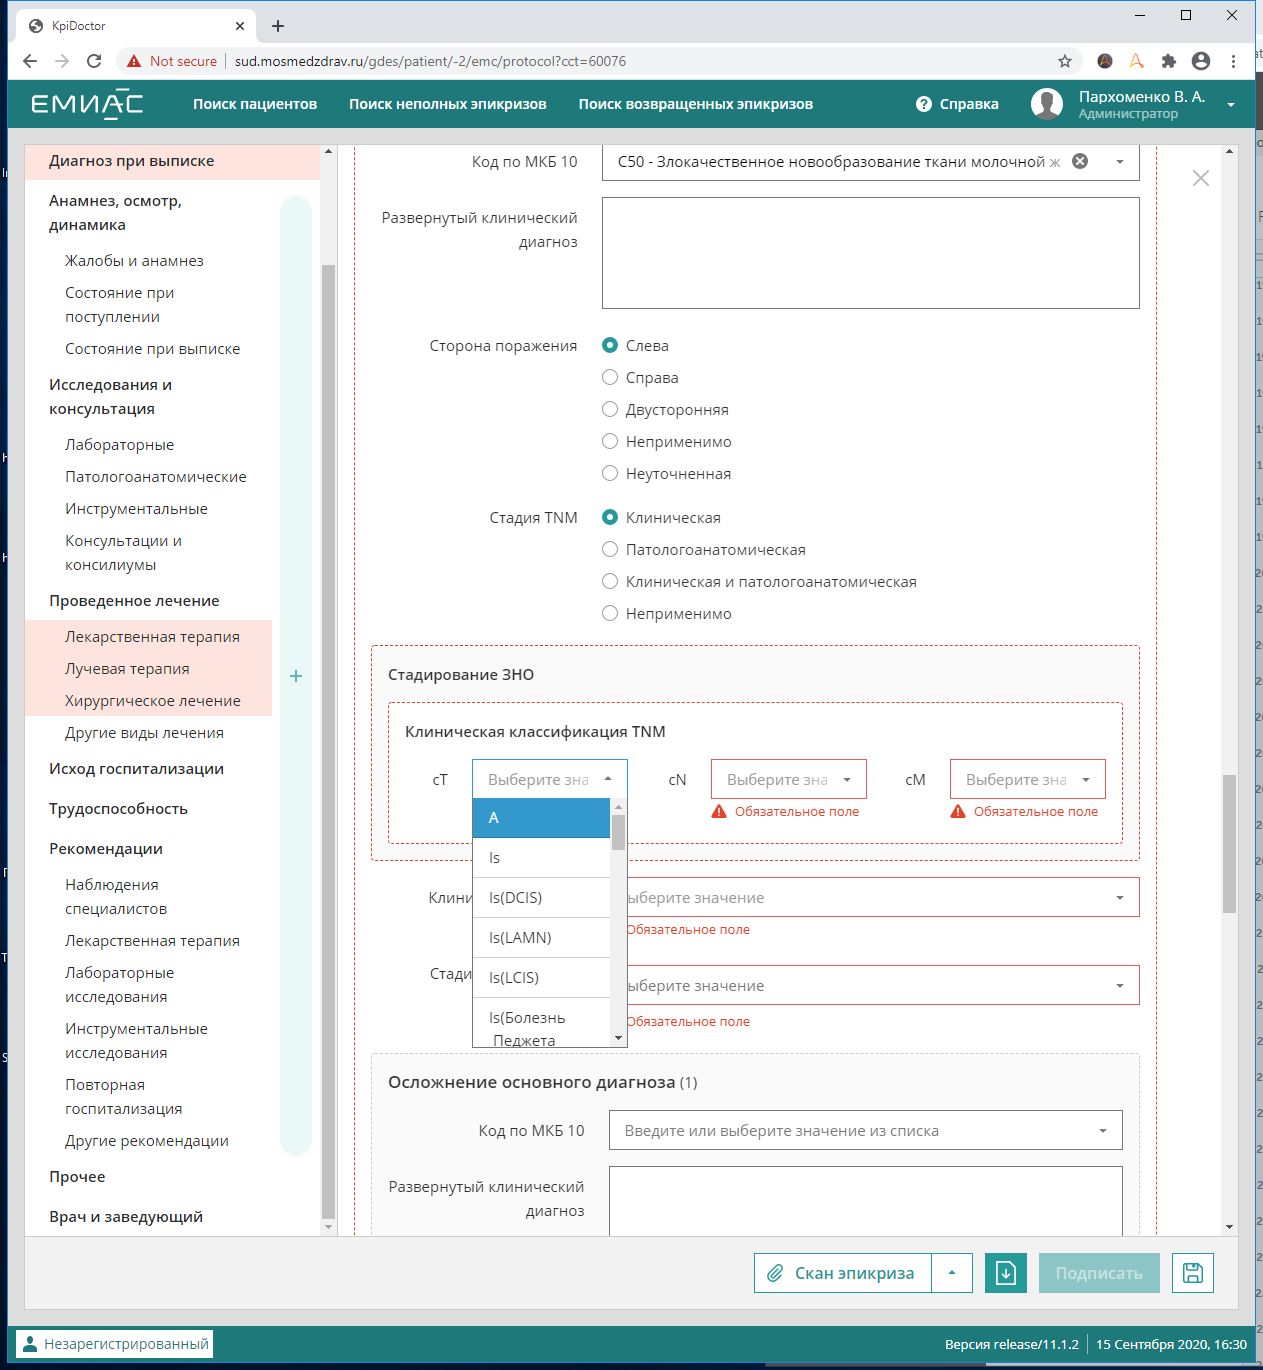 KpiDoctor
Not secure
sud.mosmedzdrav.ru/gdes/patient/-2/emc/protocol?cct=60076
ЕМИАС
Поиск пациентов
Поиск неполных эпикризов
Поиск возвращенных эпикризов
Справка
Пархоменко В. А.
Администратор
Диагноз при выписке
Анамнез, осмотр,
динамика
Жалобы и анамнез
Состояние при
поступлении
Состояние при выписке
Исследования и
консультация
Лабораторные
Патологоанатомические
Инструментальные
Консультации и
консилиумы
Проведенное лечение
Лекарственная терапия
Лучевая терапия
Хирургическое лечение
Другие виды лечения
Исход госпитализации
Трудоспособность
Рекомендации
Наблюдения
специалистов
Лекарственная терапия
Лабораторные
исследования
Инструментальные
исследования
Повторная
госпитализация
Другие рекомендации
Прочее
Врач и заведующий
Код по МКБ 10
C50 - Злокачественное новообразование ткани молочной ж
Развернутый клинический
диагноз
Сторона поражения
Слева
Справа
Двусторонняя
Неприменимо
Неуточненная
Стадия TNM
Клиническая
Патологоанатомическая
Клиническая и патологоанатомическая
Неприменимо
Стадирование ЗНО
Клиническая классификация TNM
cT
Выберите зна
cN
Выберите зна
cM
Выберите зна
Обязательное поле
Обязательное поле
A
Is
Is(DCIS)
Is(LAMN)
Is(LCIS)
Is(Болезнь
Педжета
Клини
ыберите значение
Обязательное поле
Стади
ыберите значение
Обязательное поле
Осложнение основного диагноза (1)
Код по МКБ 10
Введите или выберите значение из списка
Развернутый клинический
диагноз
Скан эпикриза
Подписать
Незарегистрированный
Версия release/11.1.2
15 Сентября 2020, 16:30